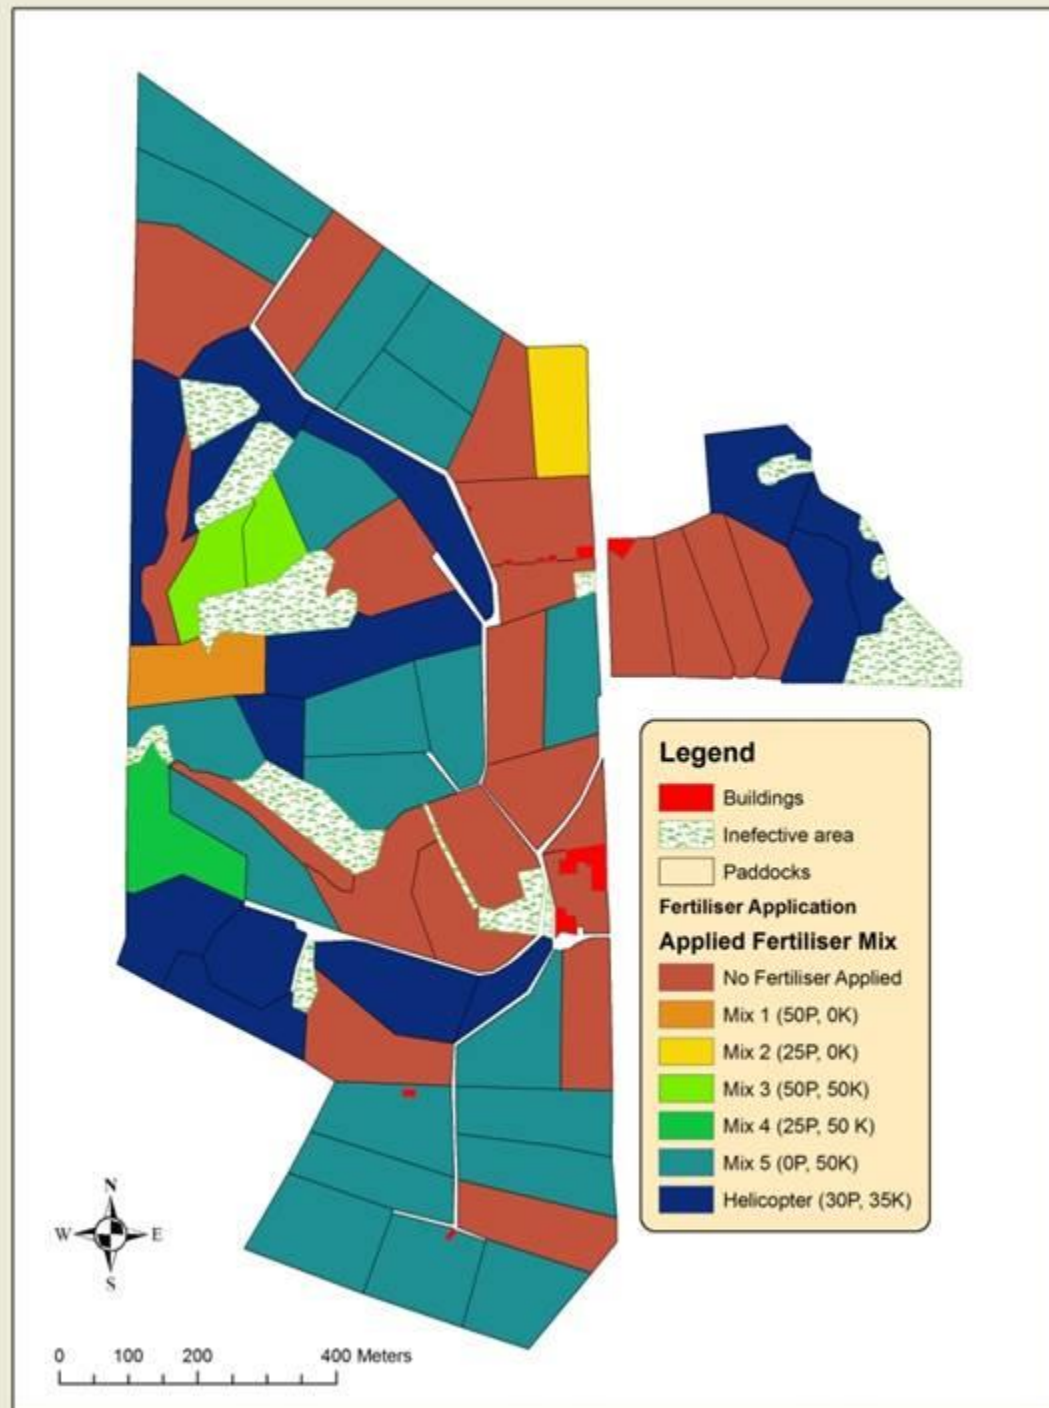 Legend
Buildings
Inefective area
Paddocks
Fertiliser Application
Applied Fertiliser Mix
No Fertiliser Applied
Mix 1 (50P, 0K)
Mix 2 (25P, 0K)
Mix 3 (50P, 50K)
Mix 4 (25P, 50 K)
Mix 5 (0P, 50K)
Helicopter (30P, 35K)
N
W E
S
0 100 200 400 Meters